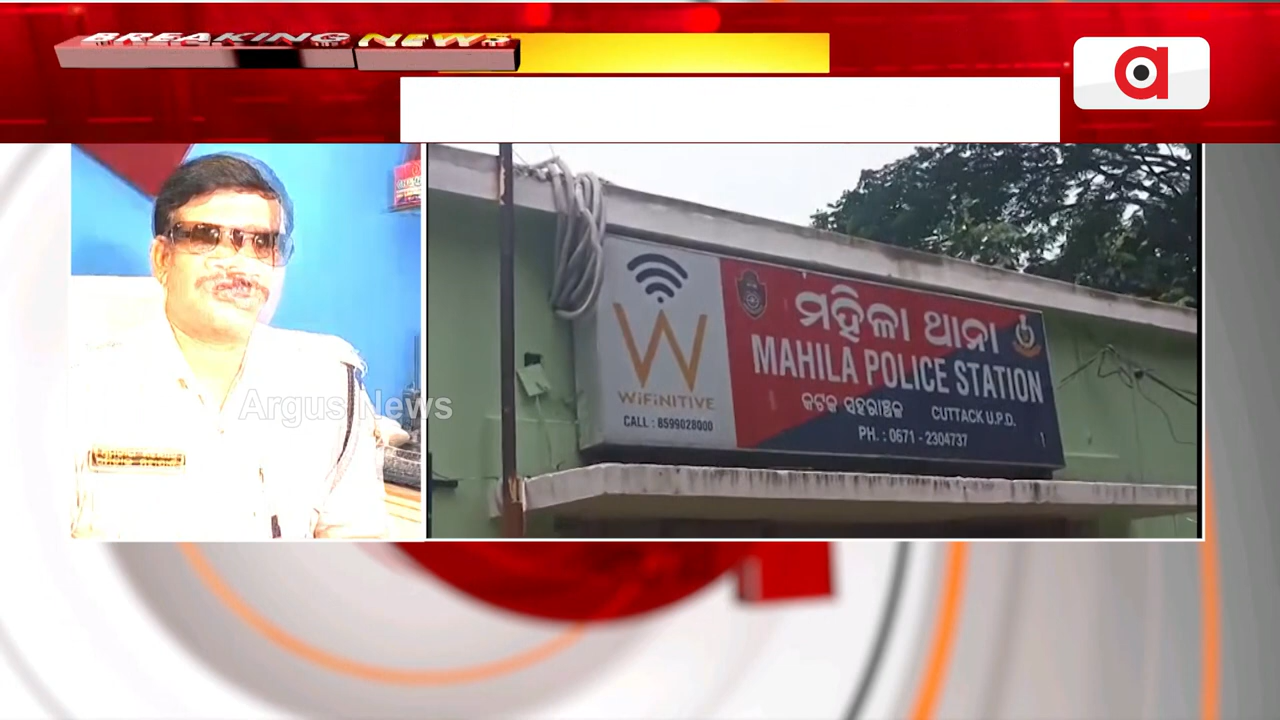 BREAKING NEWS
a
Argus News
W
WiFiNITIVE
CALL : 8599028000
ମହିଳା ଥାନା
MAHILA POLICE STATION
କଟକ ସହରାଞ୍ଚଳ CUTTACK U.P.D.
PH. : 0671 - 2304737